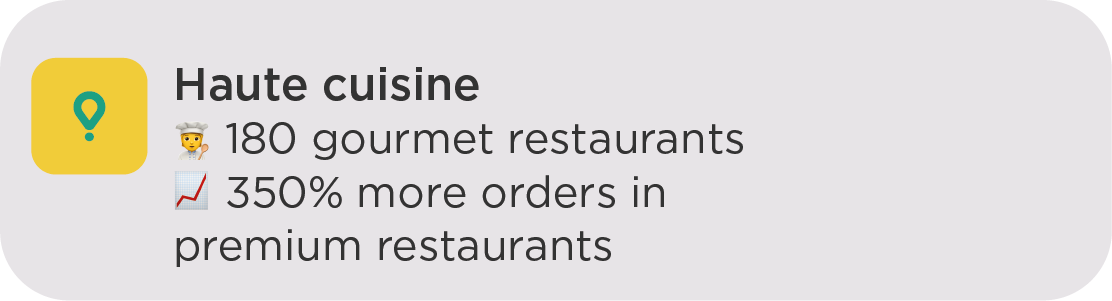 Haute cuisine
👨‍🍳 180 gourmet restaurants
📈 350% more orders in
premium restaurants